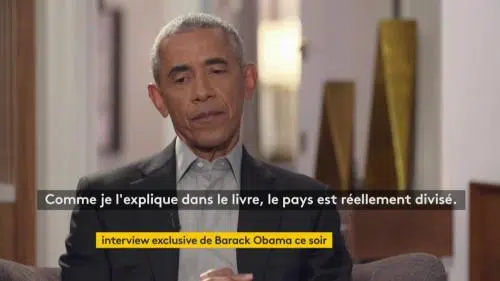 Comme je l'explique dans le livre, le pays est réellement divisé.
interview exclusive de Barack Obama ce soir